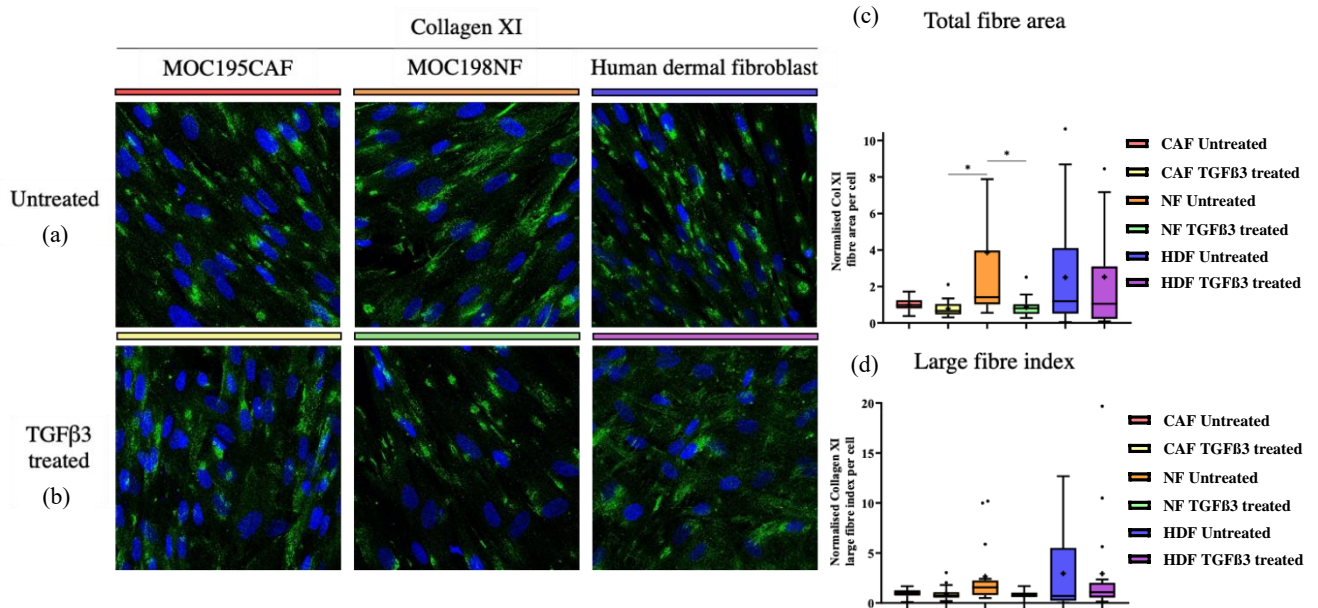 Collagen XI
MOC195CAF
MOC198NF
Human dermal fibroblast
Untreated
(a)
TGFβ3
treated
(b)
(c)
Total fibre area
Normalised Col XI
fibre area per cell
10
8
6
4
2
0
*
*
CAF Untreated
CAF TGFß3 treated
NF Untreated
NF TGFß3 treated
HDF Untreated
HDF TGFß3 treated
(d)
Large fibre index
Normalised Collagen XI
large fibre index per cell
20
15
10
5
0
CAF Untreated
CAF TGFß3 treated
NF Untreated
NF TGFß3 treated
HDF Untreated
HDF TGFß3 treated